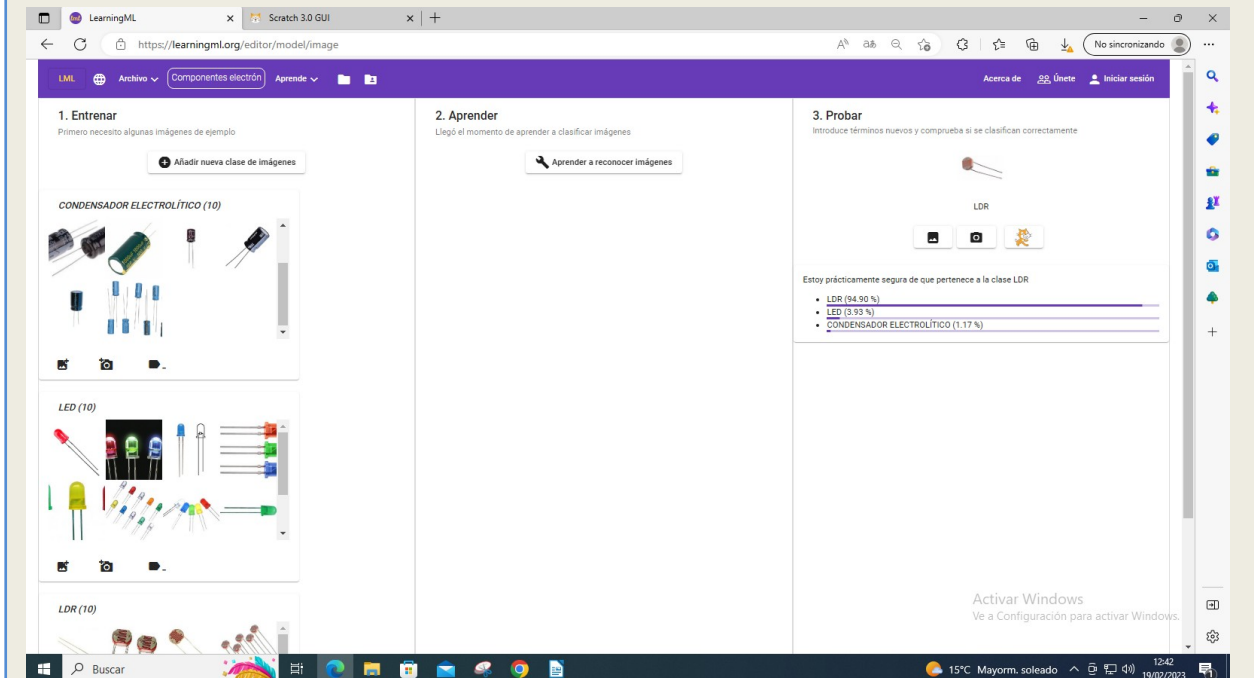 LearningML
Scratch 3.0 GUI
https://learningml.org/editor/model/image
No sincronizando
LML
Archivo
Componentes electrón
Aprende
Acerca de
Únete
Iniciar sesión
1. Entrenar
Primero necesito algunas imágenes de ejemplo
Añadir nueva clase de imágenes
CONDENSADOR ELECTROLÍTICO (10)
LED (10)
LDR (10)
2. Aprender
Llegó el momento de aprender a clasificar imágenes
Aprender a reconocer imágenes
3. Probar
Introduce términos nuevos y comprueba si se clasifican correctamente
LDR
Estoy prácticamente segura de que pertenece a la clase LDR
LDR (94.90 %)
LED (3.93 %)
CONDENSADOR ELECTROLÍTICO (1.17 %)
Activar Windows
Ve a Configuración para activar Windows.
Buscar
15°C Mayorm. soleado
12:42
19/02/2023